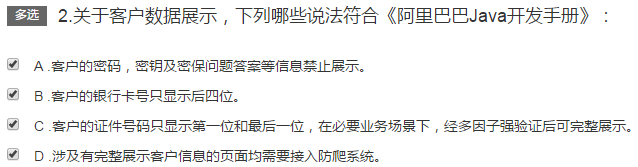 多选 2.关于客户数据展示，下列哪些说法符合《阿里巴巴Java开发手册》：
A .客户的密码，密钥及密保问题答案等信息禁止展示。
B .客户的银行卡号只显示后四位。
C .客户的证件号码只显示第一位和最后一位，在必要业务场景下，经多因子强验证后可完整展示。
D .涉及有完整展示客户信息的页面均需要接入防爬系统。